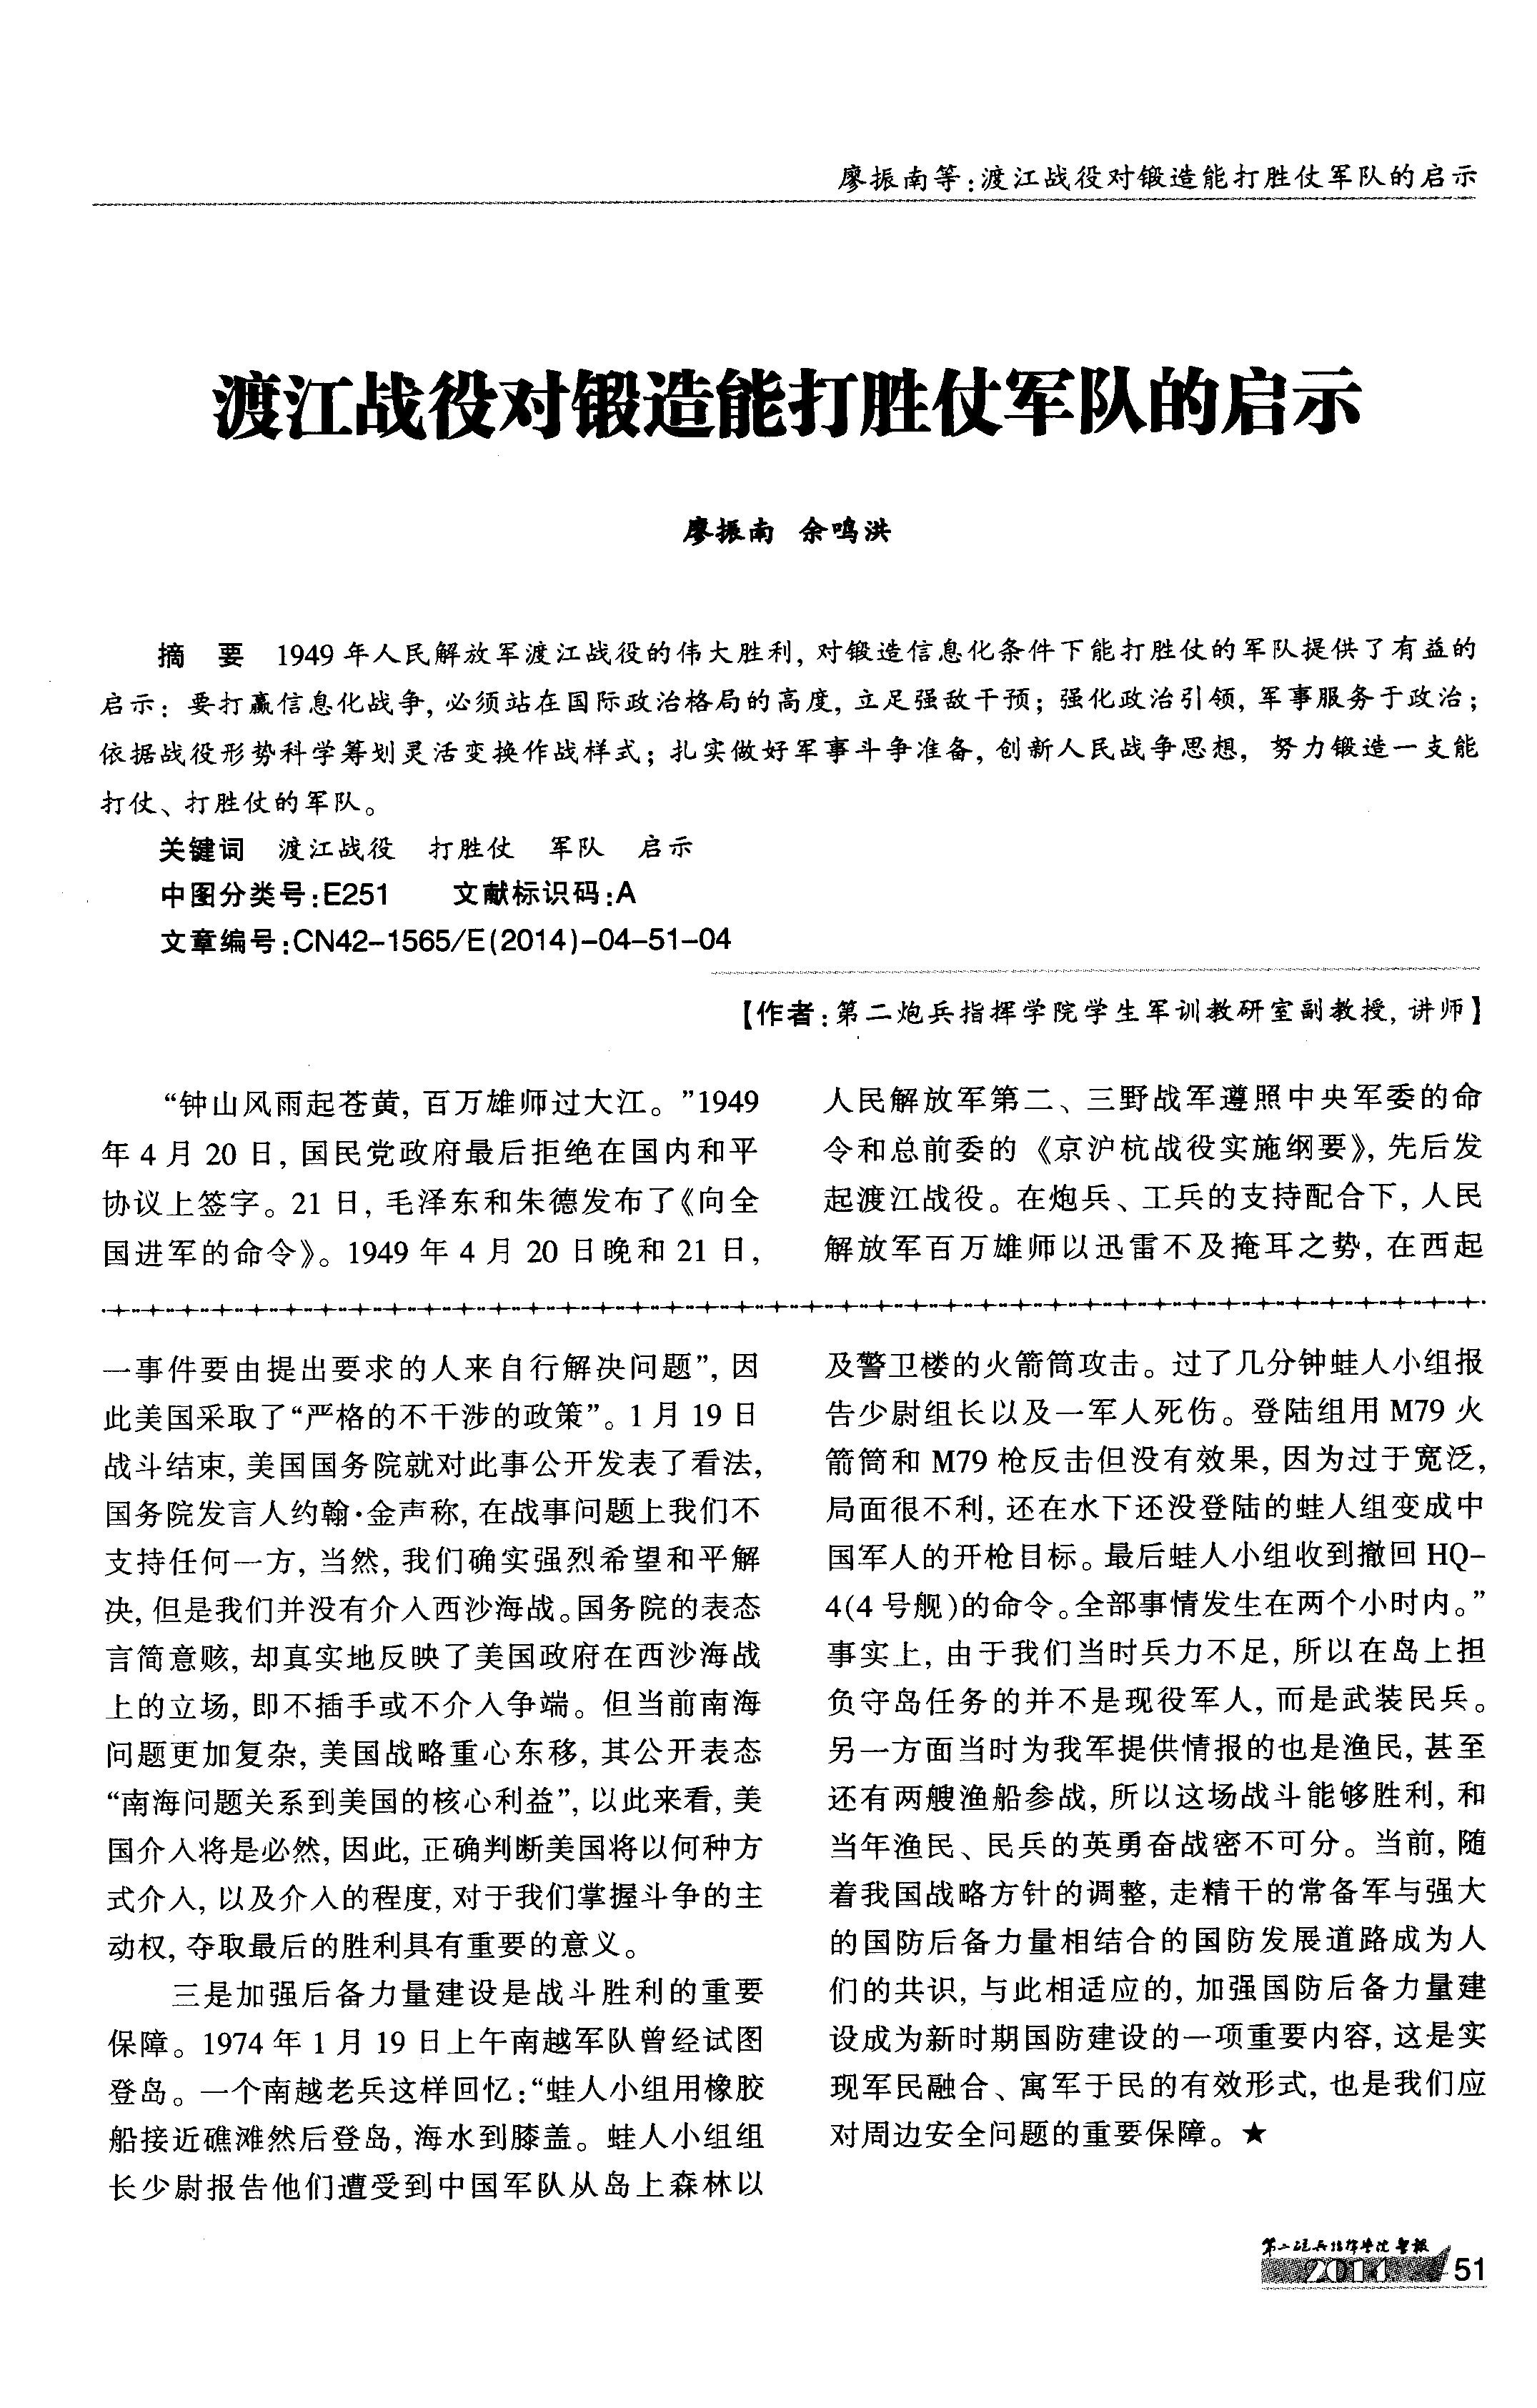 廖振南等:渡江战役对锻造能打胜仗军队的启示
渡江战役对锻造能打胜仗军队的启示
廖振南 余鸣洪
摘 要 1949年人民解放军渡江战役的伟大胜利,对锻造信息化条件下能打胜仗的军队提供了有益的
启示:要打赢信息化战争,必须站在国际政治格局的高度,立足强敌干预;强化政治引领,军事服务于政治;
依据战役形势科学筹划灵活变换作战样式;扎实做好军事斗争准备,创新人民战争思想,努力锻造一支能
打仗、打胜仗的军队。
关键词 渡江战役 打胜仗 军队 启示
中图分类号:E251 文献标识码:A
文章编号:CN42-1565/E(2014)-04-51-04
【作者:第二炮兵指挥学院学生军训教研室副教授,讲师】
“钟山风雨起苍黄,百万雄师过大江。”1949
年4月20日,国民党政府最后拒绝在国内和平
协议上签字。21日,毛泽东和朱德发布了《向全
国进军的命令》。1949年4月20日晚和21日,
人民解放军第二、三野战军遵照中央军委的命
令和总前委的《京沪杭战役实施纲要》,先后发
起渡江战役。在炮兵、工兵的支持配合下,人民
解放军百万雄师以迅雷不及掩耳之势,在西起
一事件要由提出要求的人来自行解决问题”,因
此美国采取了“严格的不干涉的政策”。1月19日
战斗结束,美国国务院就对此事公开发表了看法,
国务院发言人约翰·金声称,在战事问题上我们不
支持任何一方,当然,我们确实强烈希望和平解
决,但是我们并没有介入西沙海战。国务院的表态
言简意赅,却真实地反映了美国政府在西沙海战
上的立场,即不插手或不介入争端。但当前南海
问题更加复杂,美国战略重心东移,其公开表态
“南海问题关系到美国的核心利益”,以此来看,美
国介入将是必然,因此,正确判断美国将以何种方
式介入,以及介入的程度,对于我们掌握斗争的主
动权,夺取最后的胜利具有重要的意义。
三是加强后备力量建设是战斗胜利的重要
保障。1974年1月19日上午南越军队曾经试图
登岛。一个南越老兵这样回忆:“蛙人小组用橡胶
船接近礁滩然后登岛,海水到膝盖。蛙人小组组
长少尉报告他们遭受到中国军队从岛上森林以
及警卫楼的火箭筒攻击。过了几分钟蛙人小组报
告少尉组长以及一军人死伤。登陆组用M79火
箭筒和M79枪反击但没有效果,因为过于宽泛,
局面很不利,还在水下还没登陆的蛙人组变成中
国军人的开枪目标。最后蛙人小组收到撤回HQ-
4(4号舰)的命令。全部事情发生在两个小时内。”
事实上,由于我们当时兵力不足,所以在岛上担
负守岛任务的并不是现役军人,而是武装民兵。
另一方面当时为我军提供情报的也是渔民,甚至
还有两艘渔船参战,所以这场战斗能够胜利,和
当年渔民、民兵的英勇奋战密不可分。当前,随
着我国战略方针的调整,走精干的常备军与强大
的国防后备力量相结合的国防发展道路成为人
们的共识,与此相适应的,加强国防后备力量建
设成为新时期国防建设的一项重要内容,这是实
现军民融合、寓军于民的有效形式,也是我们应
对周边安全问题的重要保障。★
第二炮兵指挥学院学报
2014 51